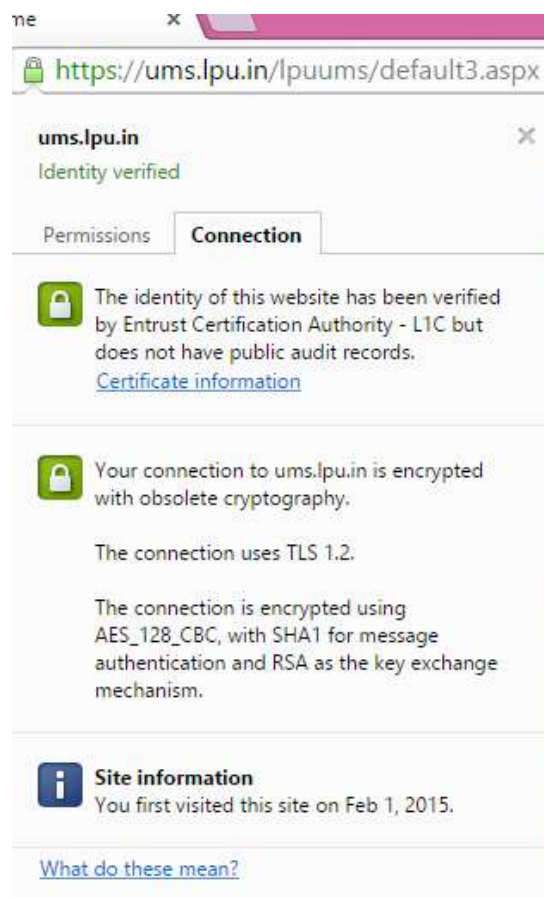 me ×
https://ums.lpu.in/lpuums/default3.aspx
ums.lpu.in ×
Identity verified
Permissions Connection
The identity of this website has been verified
by Entrust Certification Authority - L1C but
does not have public audit records.
Certificate information
Your connection to ums.lpu.in is encrypted
with obsolete cryptography.
The connection uses TLS 1.2.
The connection is encrypted using
AES_128_CBC, with SHA1 for message
authentication and RSA as the key exchange
mechanism.
Site information
You first visited this site on Feb 1, 2015.
What do these mean?